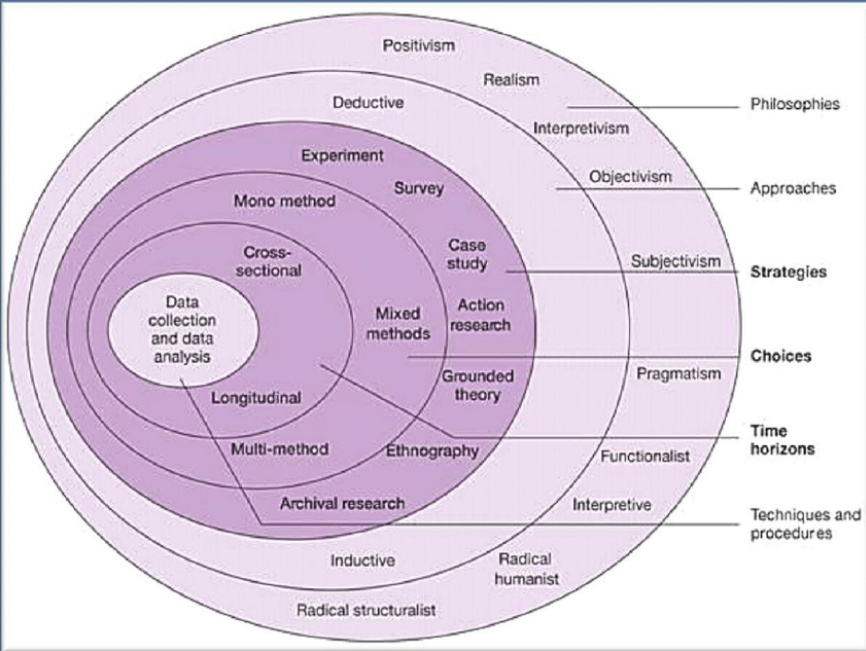 Positivism
Realism
Philosophies
Deductive
Interpretivism
Experiment
Objectivism
Survey
Approaches
Mono method
Cross-
sectional
Case
study
Subjectivism
Strategies
Data
collection
and data
analysis
Mixed
methods
Action
research
Choices
Grounded
theory
Pragmatism
Longitudinal
Time
horizons
Multi-method
Ethnography
Functionalist
Archival research
Interpretive
Techniques and
procedures
Inductive
Radical
humanist
Radical structuralist